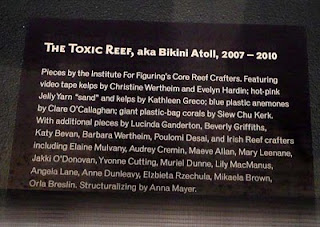 THE TOXIC REEF, aka BIKINI ATOLL, 2007 – 2010
Pieces by the Institute For Figuring's Core Reef Crafters. Featuring
video tape kelps by Christine Wertheim and Evelyn Hardin; hot-pink
JellyYarn "sand" and kelps by Kathleen Greco; blue plastic anemones
by Clare O'Callaghan; giant plastic-bag corals by Siew Chu Kerk.
With additional pieces by Lucinda Ganderton, Beverly Griffiths,
Katy Bevan, Barbara Wertheim, Poulomi Desai, and Irish Reef crafters
including Elaine Mulvany, Audrey Cremin, Maeve Allan, Mary Leenane,
Jakki O'Donovan, Yvonne Cutting, Muriel Dunne, Lily MacManus,
Angela Lane, Anne Dunleavy, Elzbieta Rzechula, Mikaela Brown,
Orla Breslin. Structuralizing by Anna Mayer.